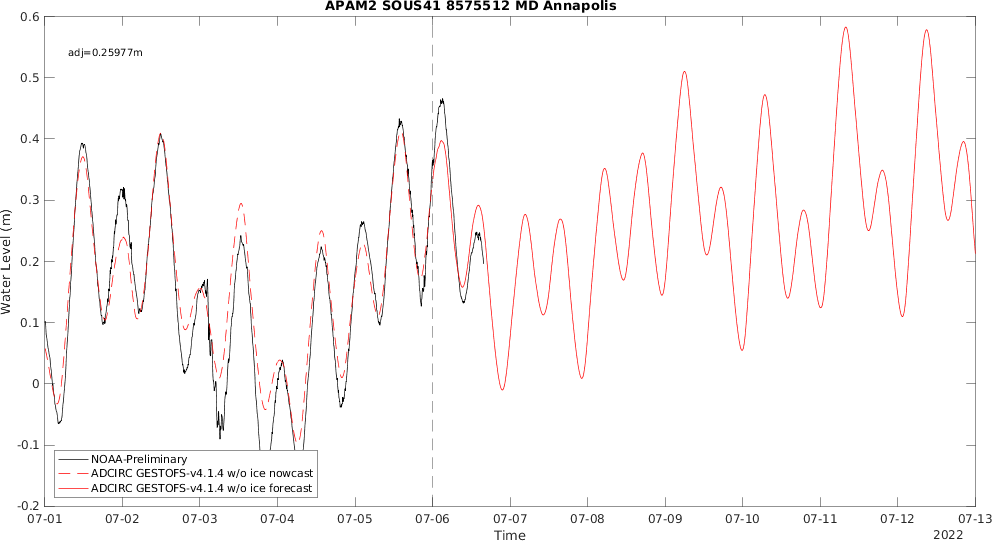 APAM2 SOUS41 8575512 MD Annapolis
adj=0.25977m
0.6
0.5
0.4
0.3
0.2
0.1
0
-0.1
-0.2
Water Level (m)
NOAA-Preliminary
ADCIRC GESTOFS-v4.1.4 w/o ice nowcast
ADCIRC GESTOFS-v4.1.4 w/o ice forecast
07-01 07-02 07-03 07-04 07-05 07-06 07-07 07-08 07-09 07-10 07-11 07-12 07-13
Time
2022